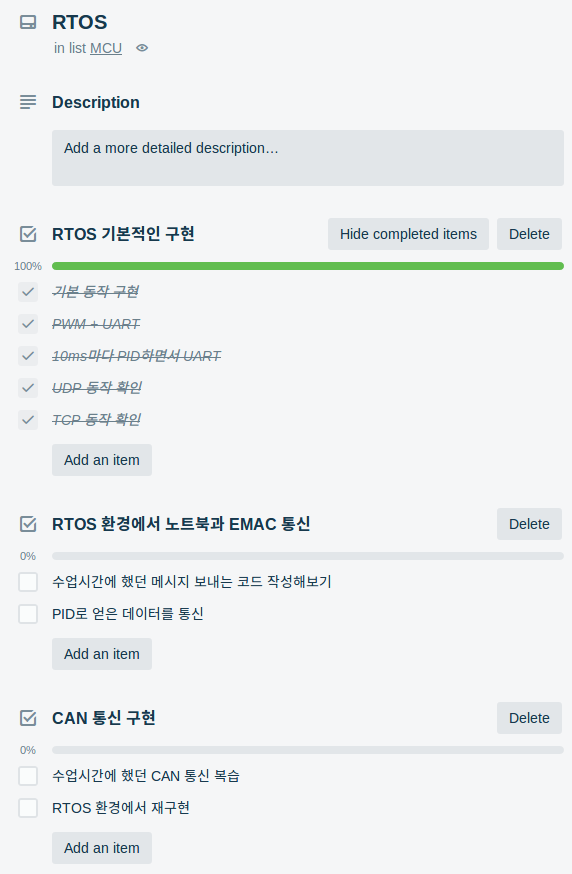 RTOS
in list MCU
Description
Add a more detailed description…
RTOS 기본적인 구현
Hide completed items
Delete
100%
기본 동작 구현
PWM + UART
10ms마다 PID하면서 UART
UDP 동작 확인
TCP 동작 확인
Add an item
RTOS 환경에서 노트북과 EMAC 통신
Delete
0%
수업시간에 했던 메시지 보내는 코드 작성해보기
PID로 얻은 데이터를 통신
Add an item
CAN 통신 구현
Delete
0%
수업시간에 했던 CAN 통신 복습
RTOS 환경에서 재구현
Add an item